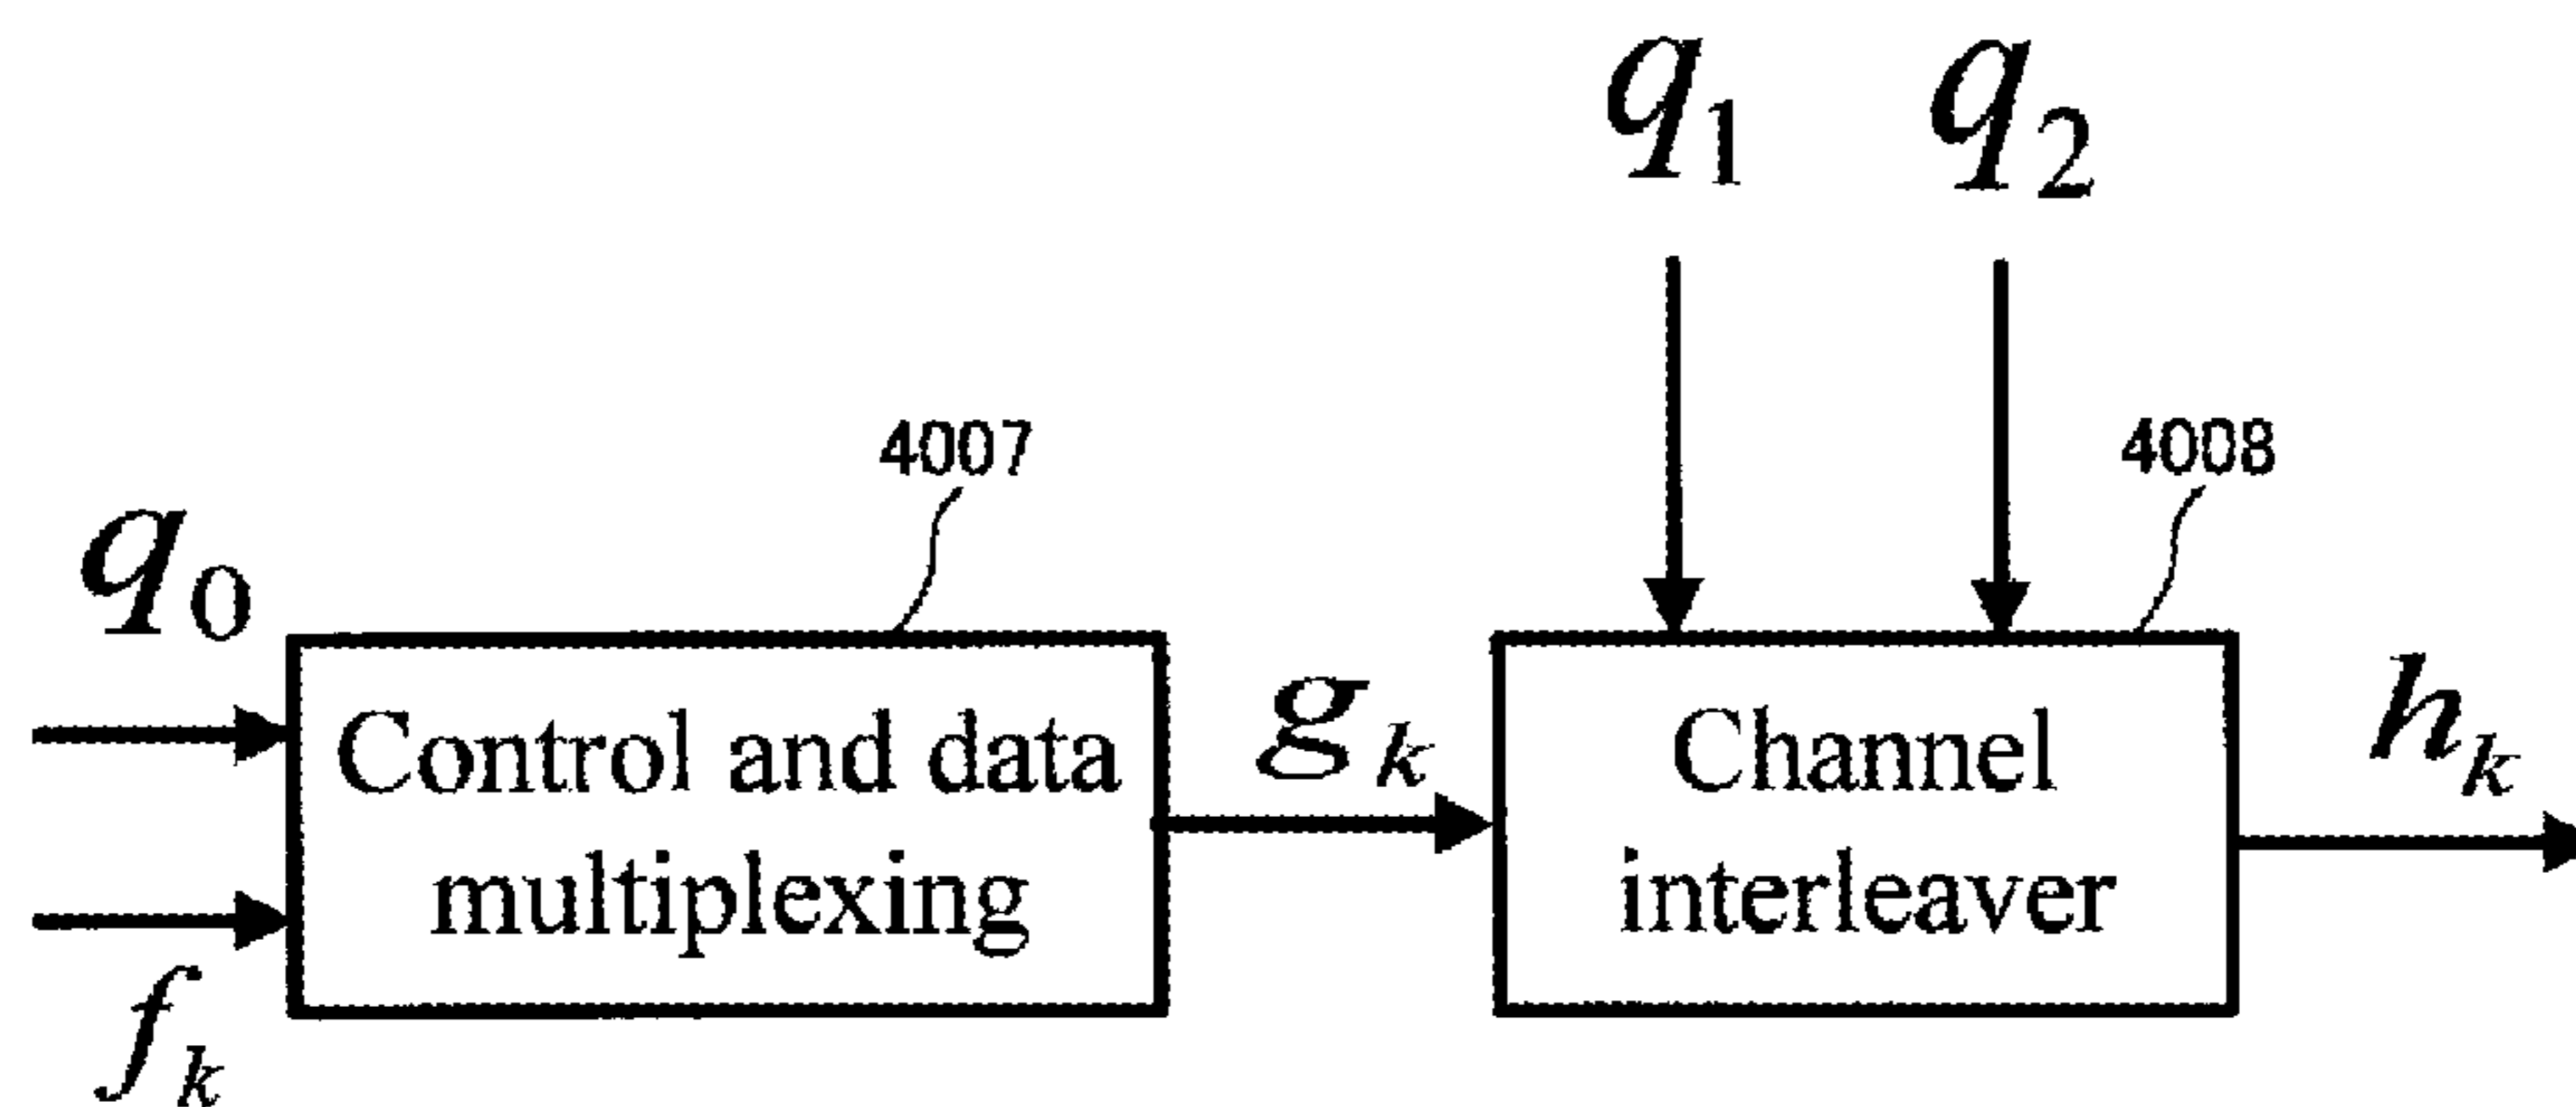 q1 q2
4007 4008
q0
Control and data
multiplexing
gk
Channel
interleaver
hk
fk